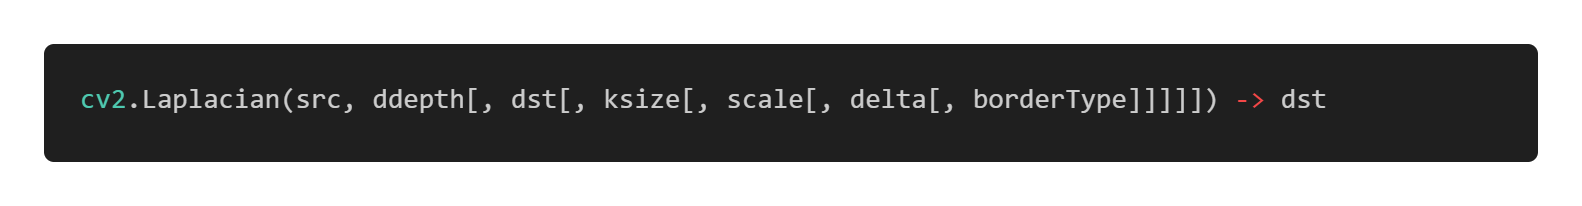 cv2.Laplacian(src, ddepth[, dst[, ksize[, scale[, delta[, borderType]]]]]) -> dst